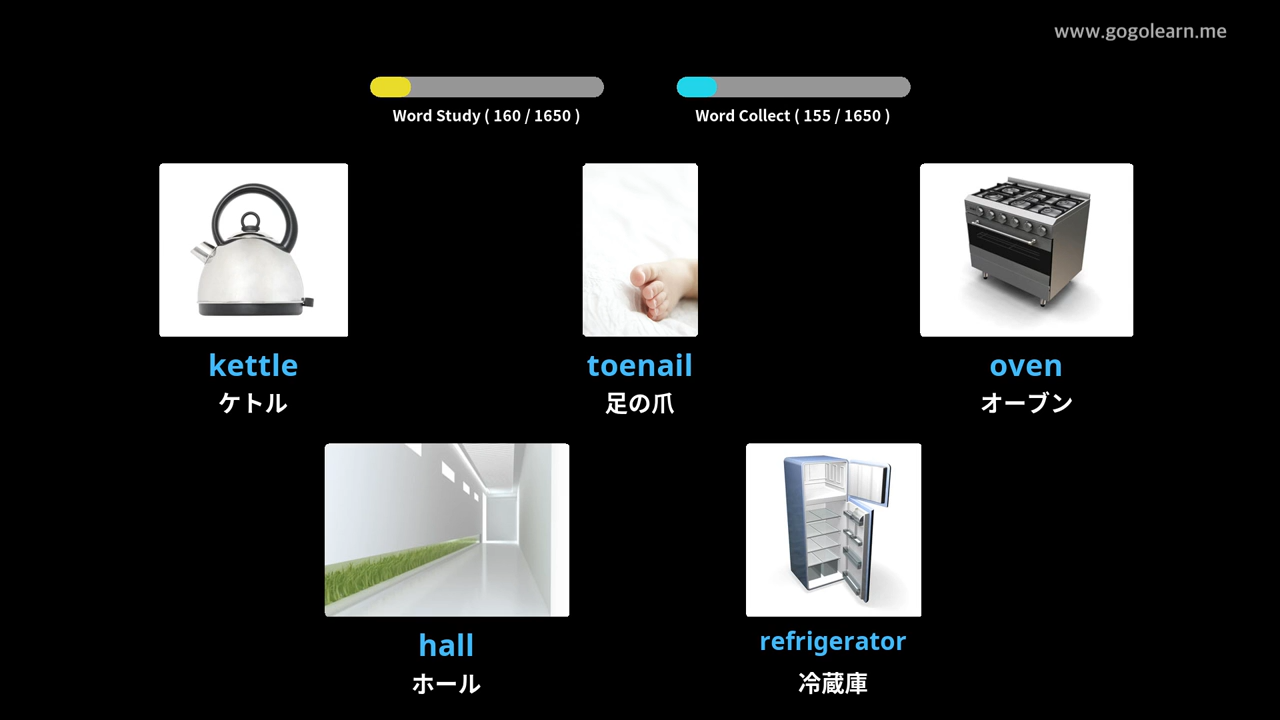 www.gogolearn.me
Word Study ( 160 / 1650 )
Word Collect ( 155 / 1650 )
kettle
ケトル
toenail
足の爪
oven
オーブン
hall
ホール
refrigerator
冷蔵庫